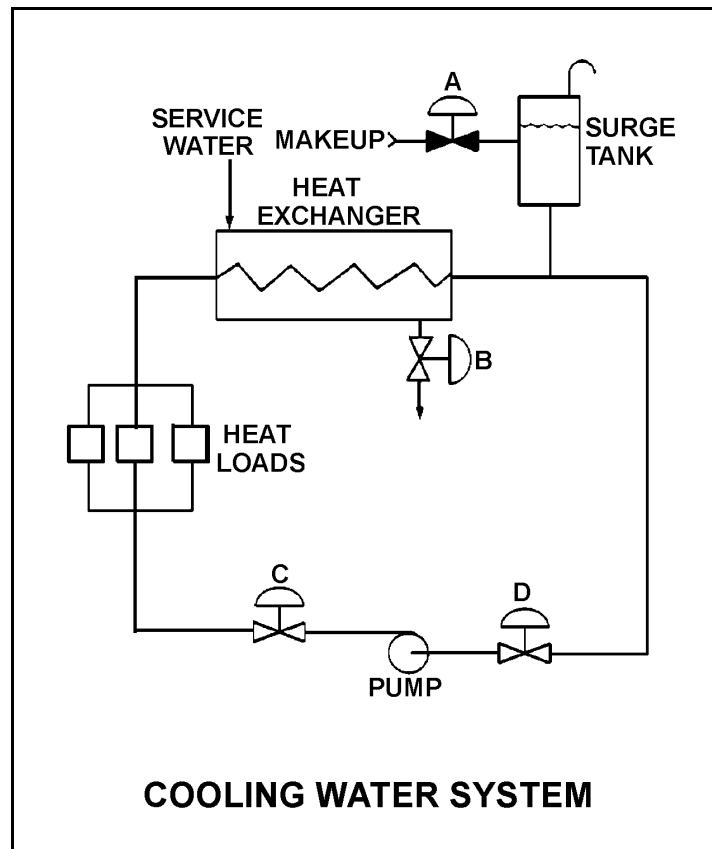 A
SERVICE
WATER
MAKEUP
SURGE
TANK
HEAT
EXCHANGER
B
HEAT
LOADS
C
D
PUMP
COOLING WATER SYSTEM